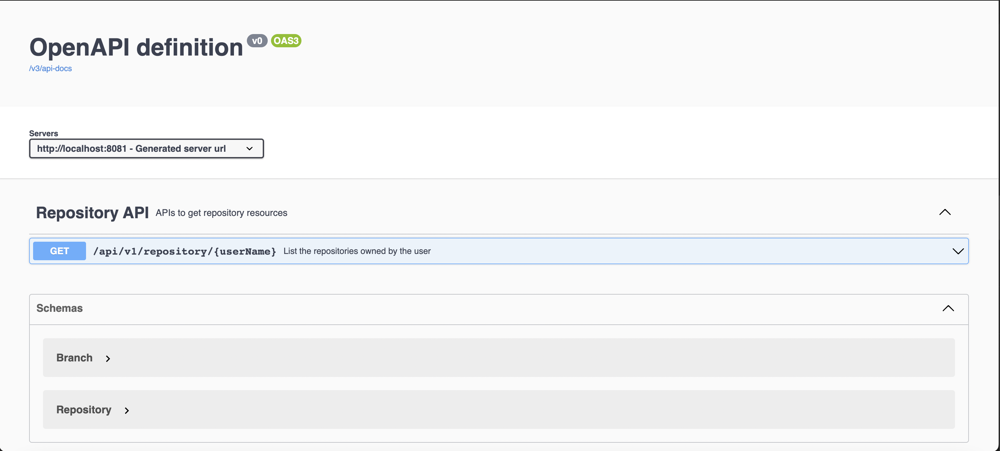 OpenAPI definition v0 OAS3
/v3/api-docs
Servers
http://localhost:8081 - Generated server url
Repository API APIs to get repository resources
GET /api/v1/repository/{userName} List the repositories owned by the user
Schemas
Branch
Repository